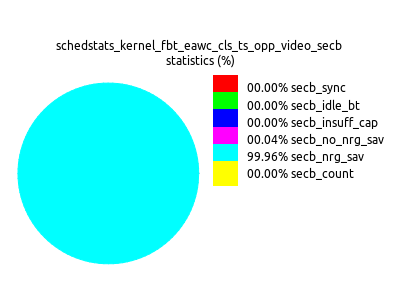 schedstats_kernel_fbt_eawc_cls_ts_opp_video_secb
statistics (%)
00.00% secb_sync
00.00% secb_idle_bt
00.00% secb_insuff_cap
00.04% secb_no_nrg_sav
99.96% secb_nrg_sav
00.00% secb_count